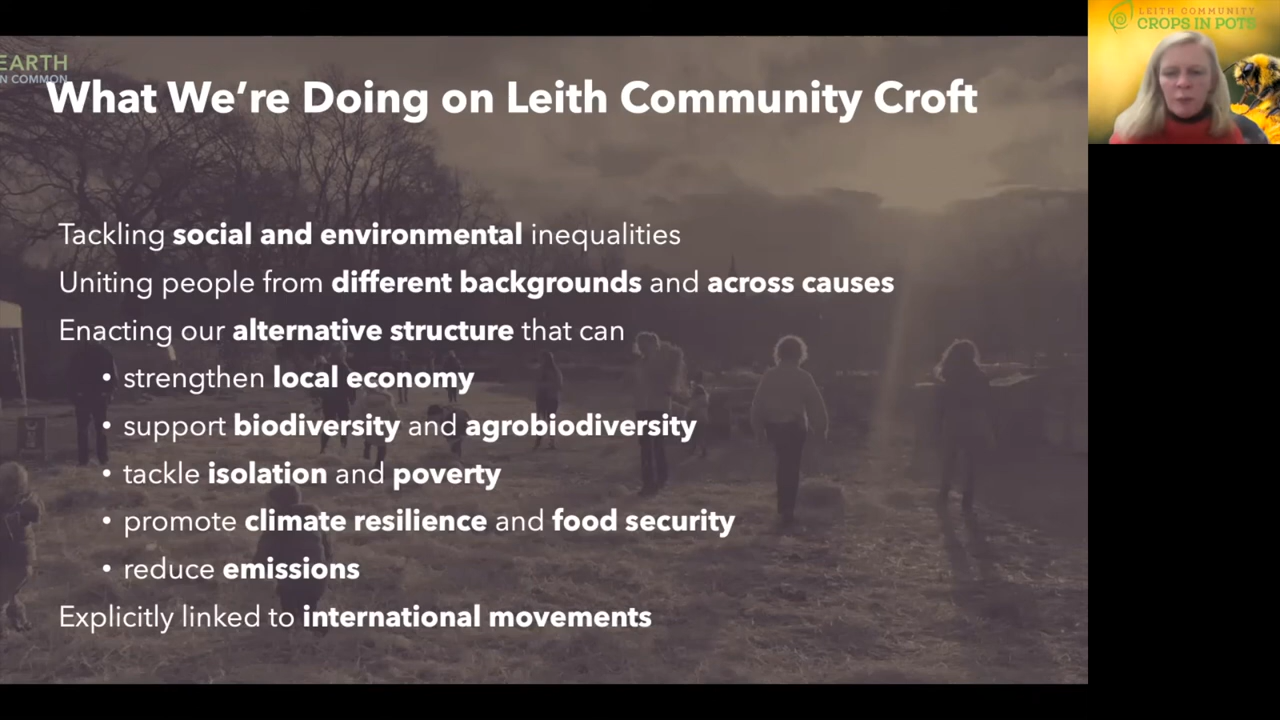 EARTH
N COMMON
What We're Doing on Leith Community Croft
Tackling social and environmental inequalities
Uniting people from different backgrounds and across causes
Enacting our alternative structure that can
• strengthen local economy
• support biodiversity and agrobiodiversity
• tackle isolation and poverty
• promote climate resilience and food security
• reduce emissions
Explicitly linked to international movements
LEITH COMMUNITY
CROPS IN POTS